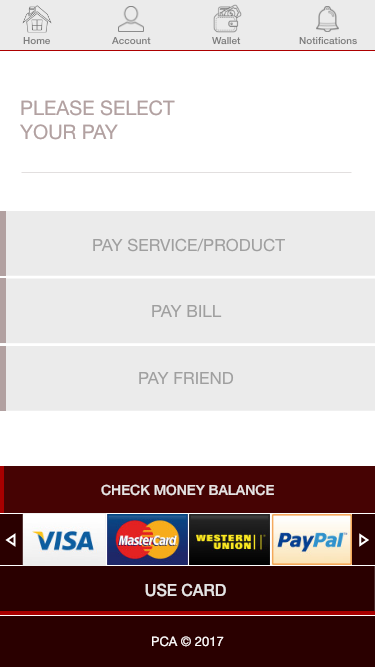 Home
Account
Wallet
Notifications
PLEASE SELECT
YOUR PAY
PAY SERVICE/PRODUCT
PAY BILL
PAY FRIEND
CHECK MONEY BALANCE
VISA
MasterCard
WESTERN
UNION
PayPal
USE CARD
PCA © 2017